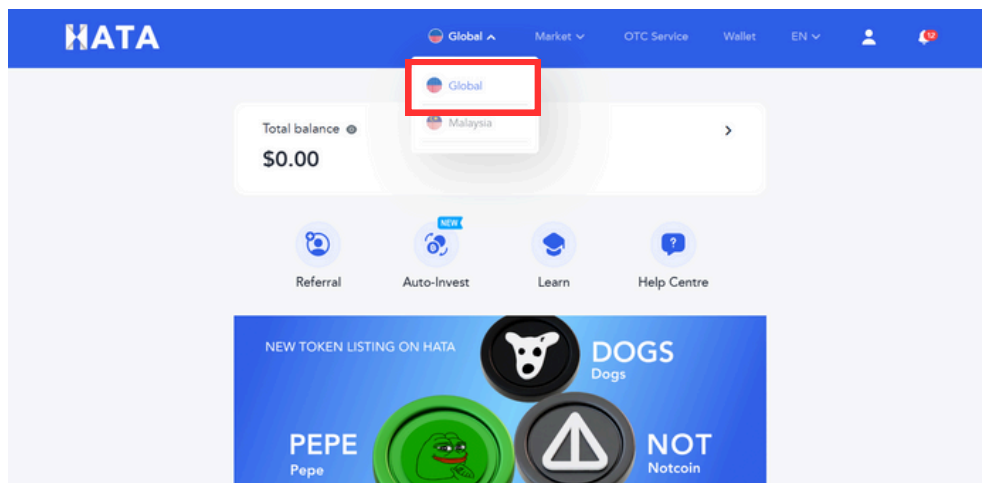 HATA
Global Market OTC Service Wallet EN 12
Global
Malaysia
Total balance
$0.00
NEW
Referral Auto-Invest Learn Help Centre
NEW TOKEN LISTING ON HATA
DOGS
Dogs
PEPE
Pepe
NOT
Notcoin